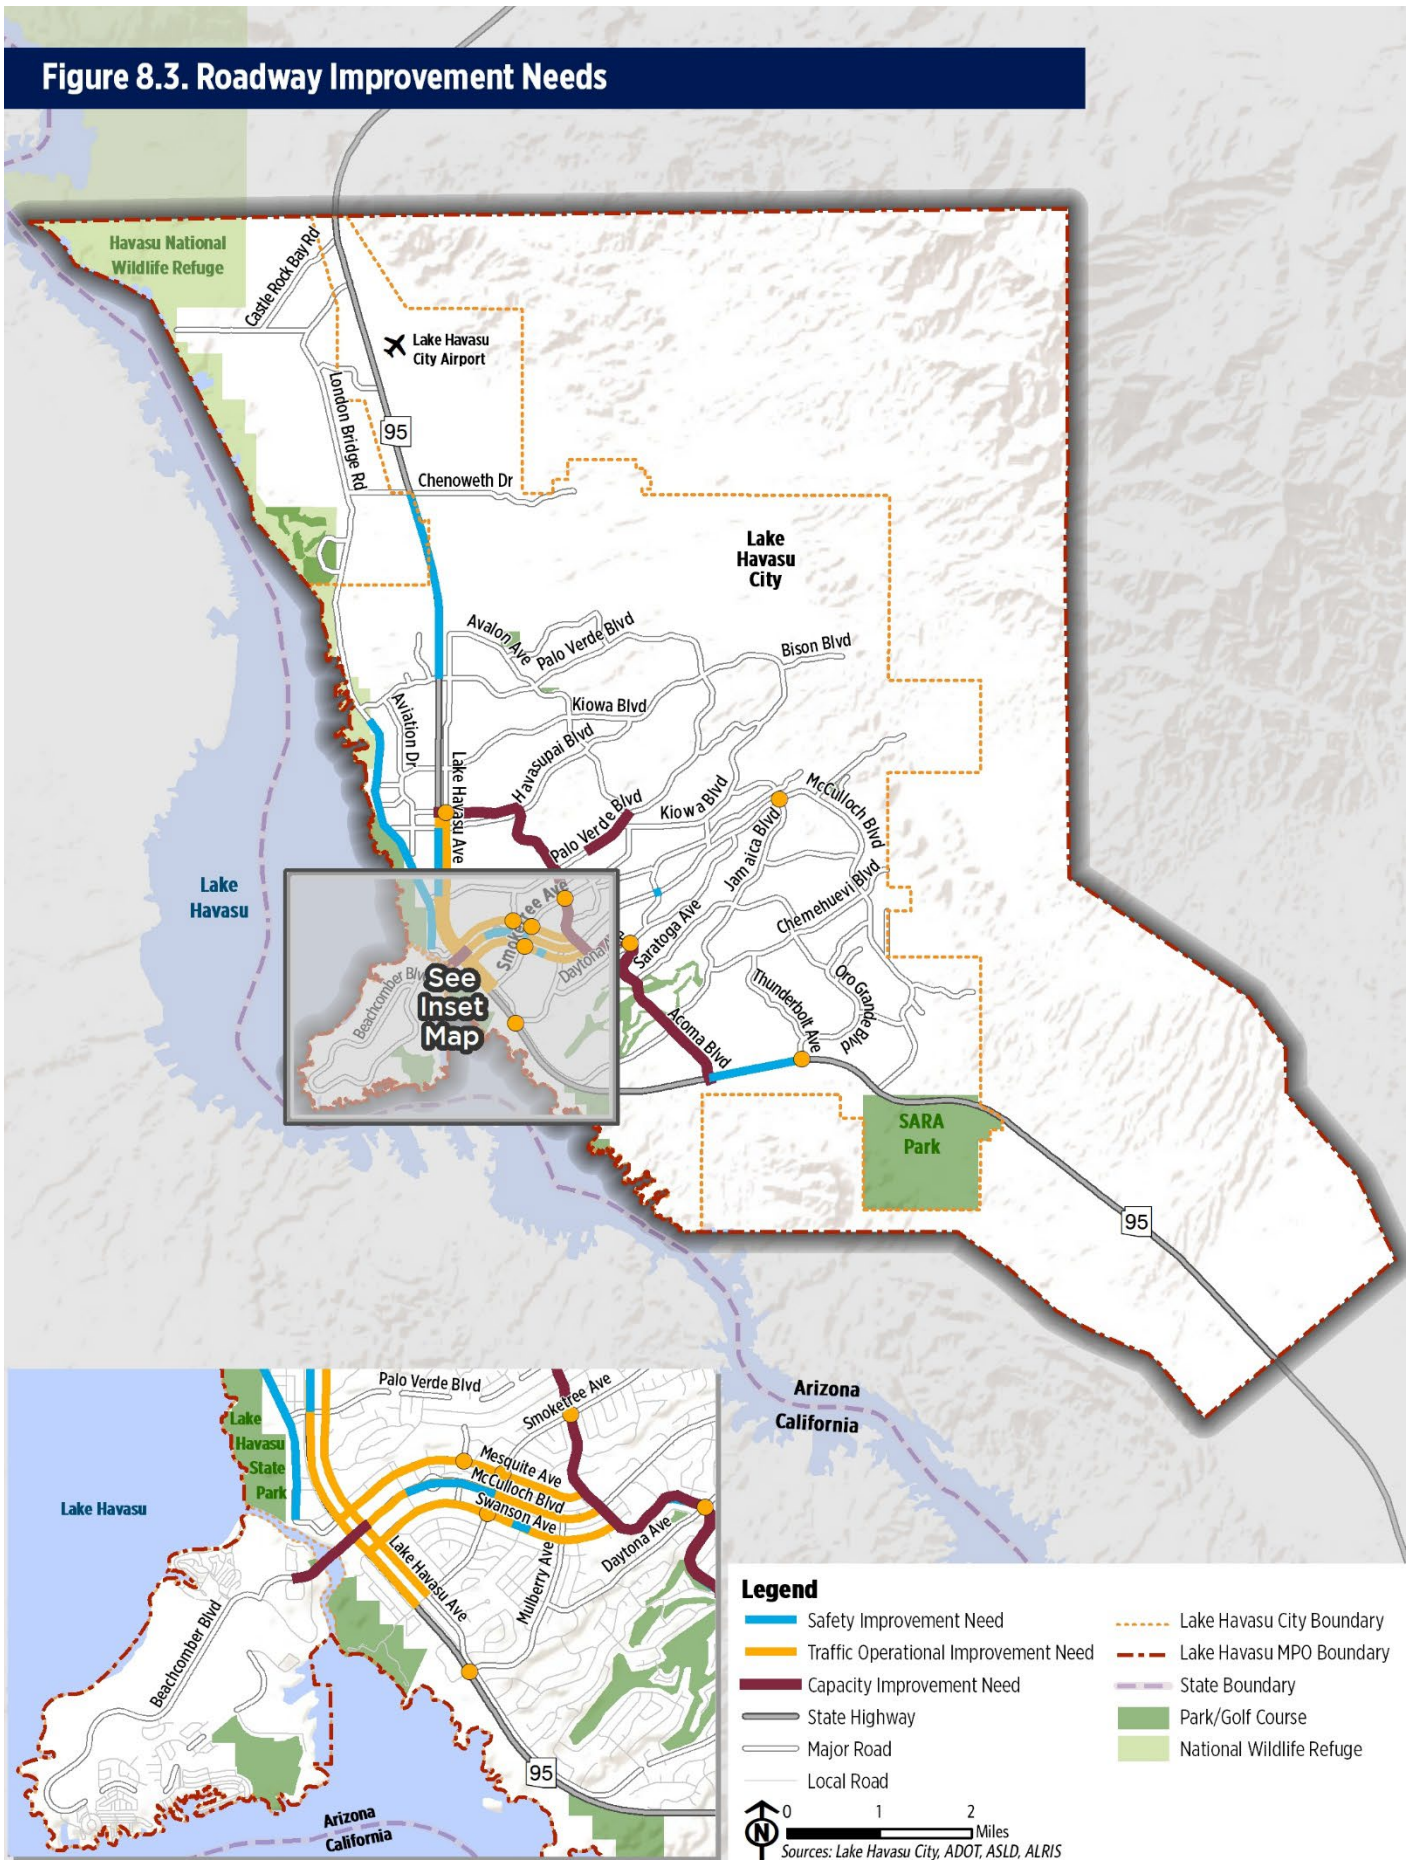 Figure 8.3. Roadway Improvement Needs
Havasu National
Wildlife Refuge
Castle Rock Bay Rd
Lake Havasu
City Airport
London Bridge Rd
95
Chenoweth Dr
Lake
Havasu
City
Avalon Ave
Palo Verde Blvd
Bison Blvd
Aviation Dr
Kiowa Blvd
Lake Havasu Ave
Havasupai Blvd
Palo Verde Blvd
Kiowa Blvd
McCulloch Blvd
Jamaica Blvd
Lake
Havasu
Smoketree Ave
Chemehuevi Blvd
Saratoga Ave
Daytona
Beachcomber Blv
See
Inset
Map
Thunderbolt Ave
Oro Grande Blvd
Acoma Blvd
SARA
Park
95
Arizona
California
Palo Verde Blvd
Smoketree Ave
Lake
Havasu
State
Park
Mesquite Ave
McCulloch Blvd
Swanson Ave
Lake Havasu
Lake Havasu Ave
Mulberry Ave
Daytona Ave
Beachcomber Blvd
95
Arizona
California
Legend
Safety Improvement Need
Traffic Operational Improvement Need
Capacity Improvement Need
State Highway
Major Road
Local Road
Lake Havasu City Boundary
Lake Havasu MPO Boundary
State Boundary
Park/Golf Course
National Wildlife Refuge
N
0 1 2
Miles
Sources: Lake Havasu City, ADOT, ASLD, ALRIS